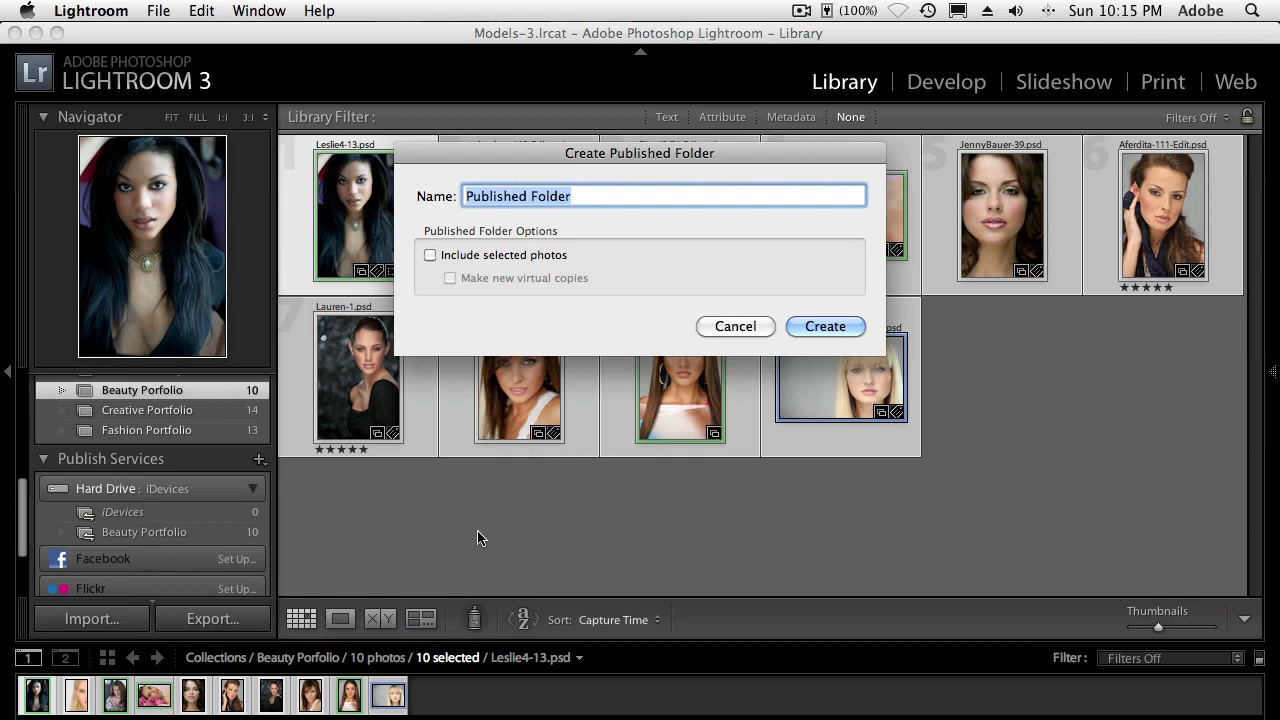 Lightroom File Edit Window Help (100%) Sun 10:15 PM Adobe
Models-3.lrcat – Adobe Photoshop Lightroom – Library
Lr ADOBE PHOTOSHOP
LIGHTROOM 3
Library Develop Slideshow Print Web
Navigator FIT FILL 1:1 3:1
Library Filter : Text Attribute Metadata None Filters Off
Create Published Folder
Name: Published Folder
Published Folder Options
Include selected photos
Make new virtual copies
Cancel Create
1 Leslie4-13.psd
5 JennyBauer-39.psd
6 Aferdita-111-Edit.psd
★★★★★
7 Lauren-1.psd
.psd
★★★★★
Beauty Porfolio 10
Creative Portfolio 14
Fashion Portfolio 13
Publish Services +
Hard Drive : iDevices
iDevices 0
Beauty Portfolio 10
f Facebook Set Up...
Flickr Set Up...
Import... Export...
X Y a z Sort: Capture Time Thumbnails
1 2 Collections / Beauty Porfolio / 10 photos / 10 selected / Leslie4-13.psd Filter : Filters Off